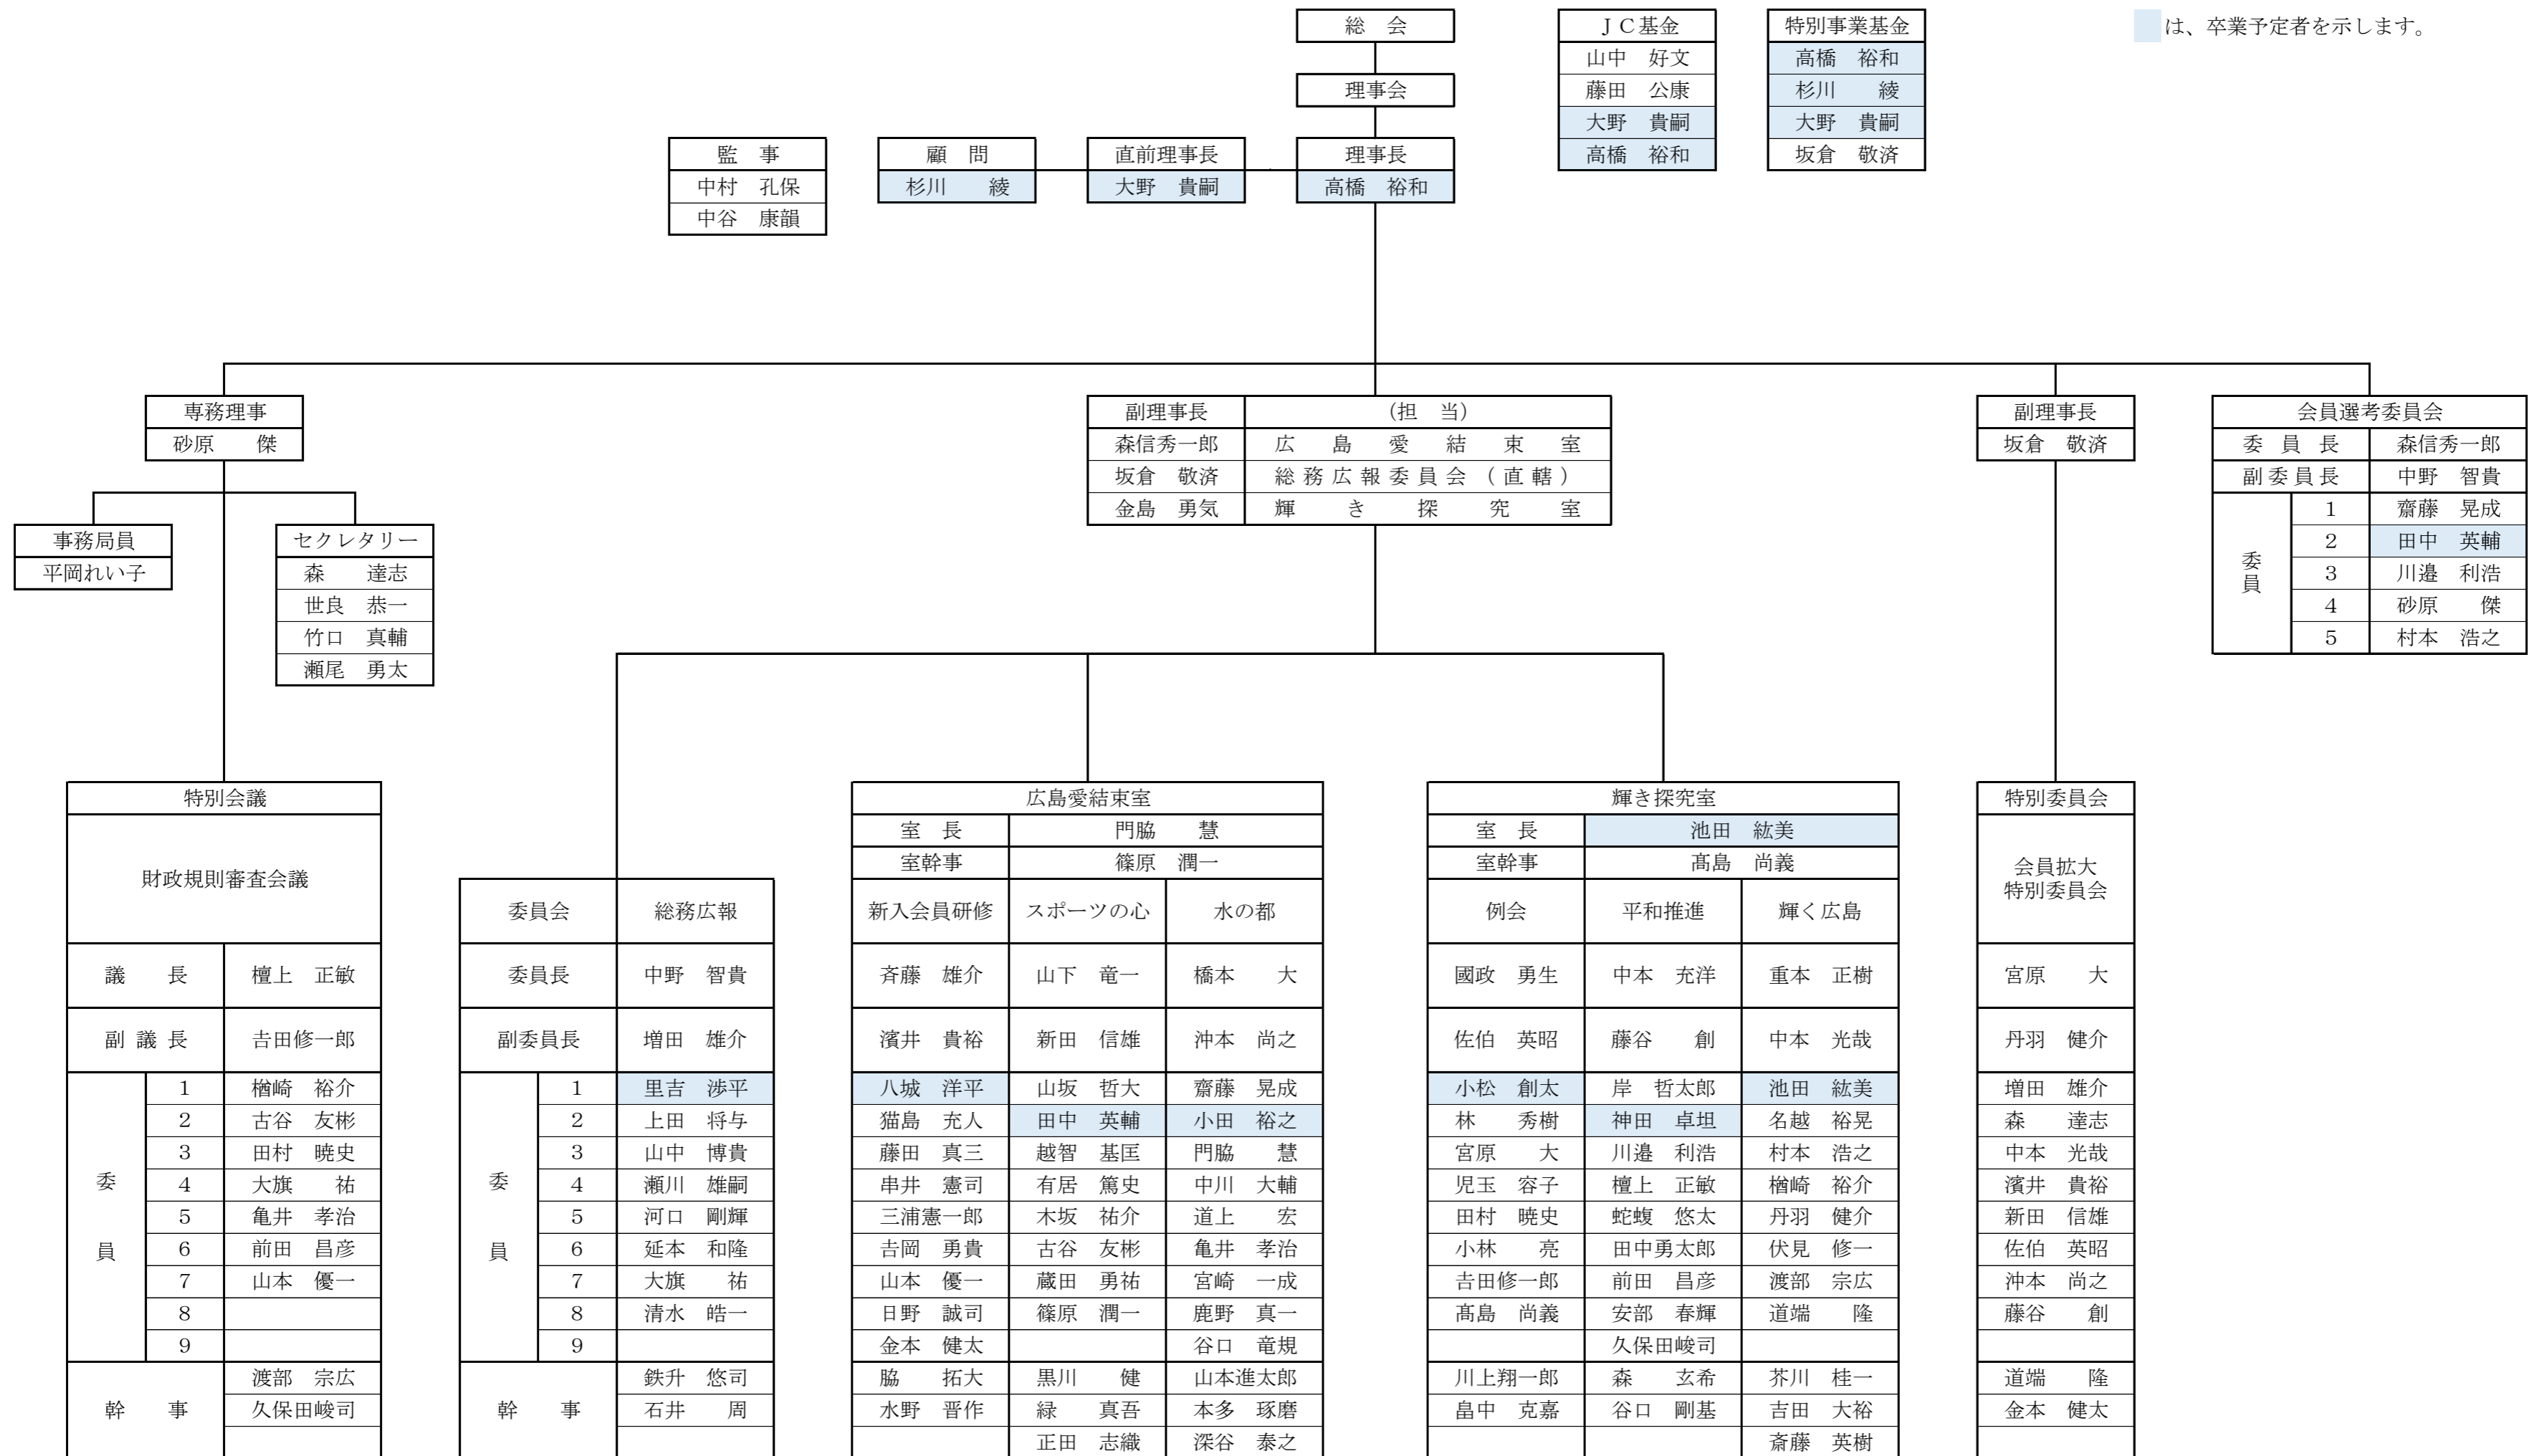 総　会
理事会
ＪＣ基金
山中　好文
藤田　公康
大野　貴嗣
高橋　裕和
特別事業基金
高橋　裕和
杉川　　綾
大野　貴嗣
坂倉　敬済
は、卒業予定者を示します。
監　事
中村　孔保
中谷　康韻
顧　問
杉川　　綾
直前理事長
大野　貴嗣
理事長
高橋　裕和
専務理事
砂原　　傑
事務局員
平岡れい子
セクレタリー
森　　達志
世良　恭一
竹口　真輔
瀬尾　勇太
副理事長　（担　当）
森信秀一郎　広　島　愛　結　束　室
坂倉　敬済　総務広報委員会（直轄）
金島　勇気　輝　き　探　究　室
副理事長
坂倉　敬済
会員選考委員会
委　員　長　森信秀一郎
副委員長　中野　智貴
委員
1　齋藤　晃成
2　田中　英輔
3　川邉　利浩
4　砂原　　傑
5　村本　浩之
特別会議
財政規則審査会議
議　　長　檀上　正敏
副　議　長　𠮷田修一郎
委　員
1　楢崎　裕介
2　古谷　友彬
3　田村　暁史
4　大旗　　祐
5　亀井　孝治
6　前田　昌彦
7　山本　優一
8
9
幹　　事　渡部　宗広
久保田峻司
委員会　総務広報
委員長　中野　智貴
副委員長　増田　雄介
委　員
1　里吉　渉平
2　上田　将与
3　山中　博貴
4　瀬川　雄嗣
5　河口　剛輝
6　延本　和隆
7　大旗　　祐
8　清水　皓一
9
幹　　事　鉄升　悠司
石井　　周
広島愛結束室
室　長　門脇　　慧
室幹事　篠原　潤一
新入会員研修　スポーツの心　水の都
斉藤　雄介　山下　竜一　橋本　　大
濱井　貴裕　新田　信雄　沖本　尚之
八城　洋平　山坂　哲大　齋藤　晃成
猫島　充人　田中　英輔　小田　裕之
藤田　真三　越智　基匡　門脇　　慧
串井　憲司　有居　篤史　中川　大輔
三浦憲一郎　木坂　祐介　道上　　宏
𠮷岡　勇貴　古谷　友彬　亀井　孝治
山本　優一　蔵田　勇祐　宮崎　一成
日野　誠司　篠原　潤一　鹿野　真一
金本　健太　谷口　竜規
脇　　拓大　黒川　　健　山本進太郎
水野　晋作　緑　　真吾　本多　琢磨
正田　志織　深谷　泰之
輝き探究室
室　長　池田　紘美
室幹事　髙島　尚義
例会　平和推進　輝く広島
國政　勇生　中本　充洋　重本　正樹
佐伯　英昭　藤谷　　創　中本　光哉
小松　創太　岸　哲太郎　池田　紘美
林　　秀樹　神田　卓坦　名越　裕晃
宮原　　大　川邉　利浩　村本　浩之
児玉　容子　檀上　正敏　楢崎　裕介
田村　暁史　蛇蝮　悠太　丹羽　健介
小林　　亮　田中勇太郎　伏見　修一
𠮷田修一郎　前田　昌彦　渡部　宗広
髙島　尚義　安部　春輝　道端　　隆
久保田峻司
川上翔一郎　森　　玄希　芥川　桂一
畠中　克嘉　谷口　剛基　吉田　大裕
斎藤　英樹
特別委員会
会員拡大
特別委員会
宮原　　大
丹羽　健介
増田　雄介
森　　達志
中本　光哉
濱井　貴裕
新田　信雄
佐伯　英昭
沖本　尚之
藤谷　　創
道端　　隆
金本　健太